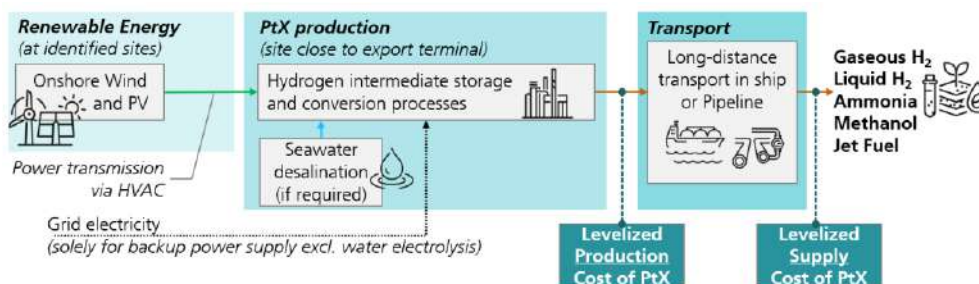 Renewable Energy
(at identified sites)
Onshore Wind
and PV
Power transmission
via HVAC
PtX production
(site close to export terminal)
Hydrogen intermediate storage
and conversion processes
Seawater
desalination
(if required)
Grid electricity
(solely for backup power supply excl. water electrolysis)
Transport
Long-distance
transport in ship
or Pipeline
Gaseous H₂
Liquid H₂
Ammonia
Methanol
Jet Fuel
Levelized
Production
Cost of PtX
Levelized
Supply
Cost of PtX